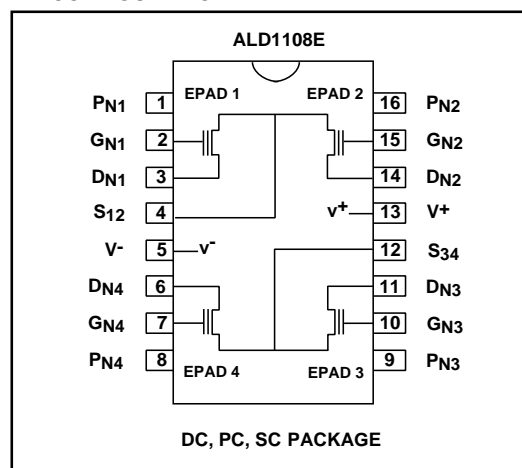 ALD1108E
EPAD 1 EPAD 2
PN1 1 16 PN2
GN1 2 15 GN2
DN1 3 14 DN2
S12 4 v+ 13 V+
V- 5 v- 12 S34
DN4 6 11 DN3
GN4 7 10 GN3
PN4 8 9 PN3
EPAD 4 EPAD 3
DC, PC, SC PACKAGE